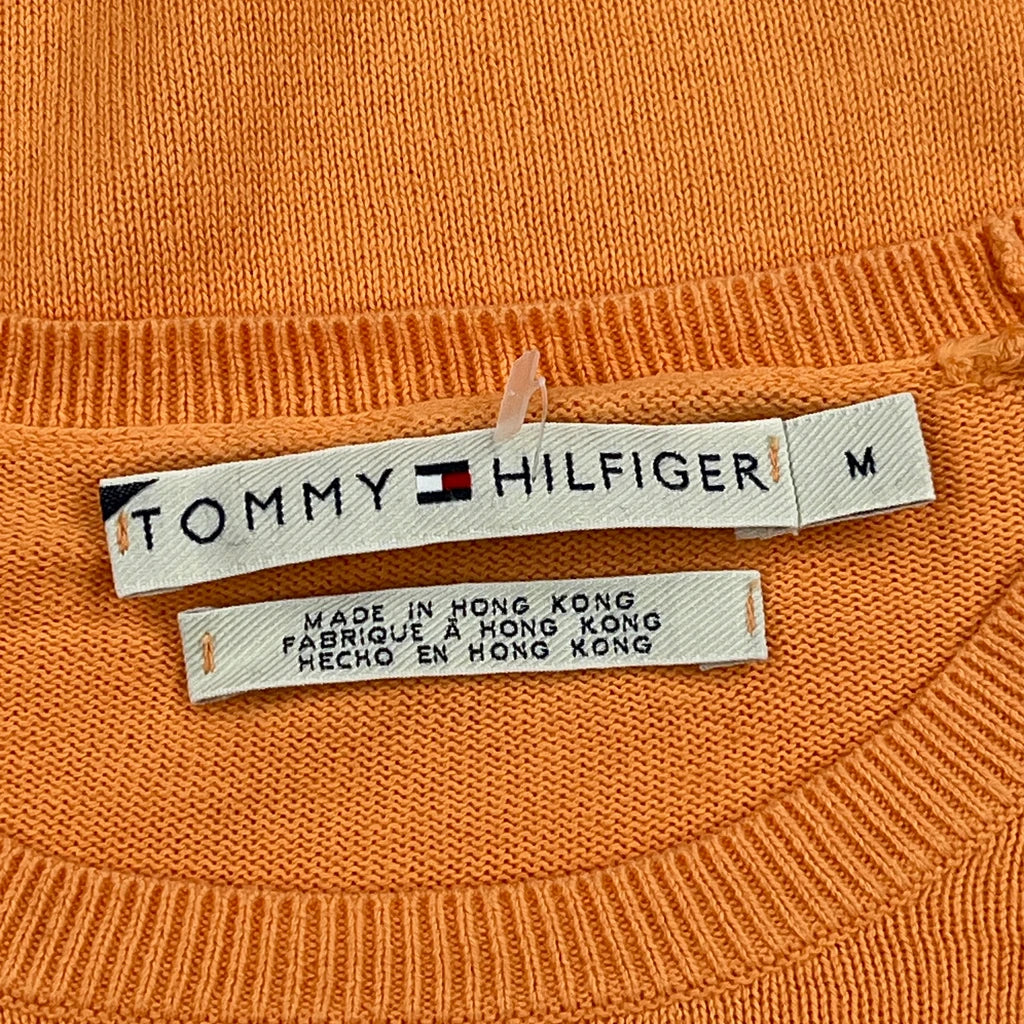 TOMMY HILFIGER M
MADE IN HONG KONG
FABRIQUE À HONG KONG
HECHO EN HONG KONG